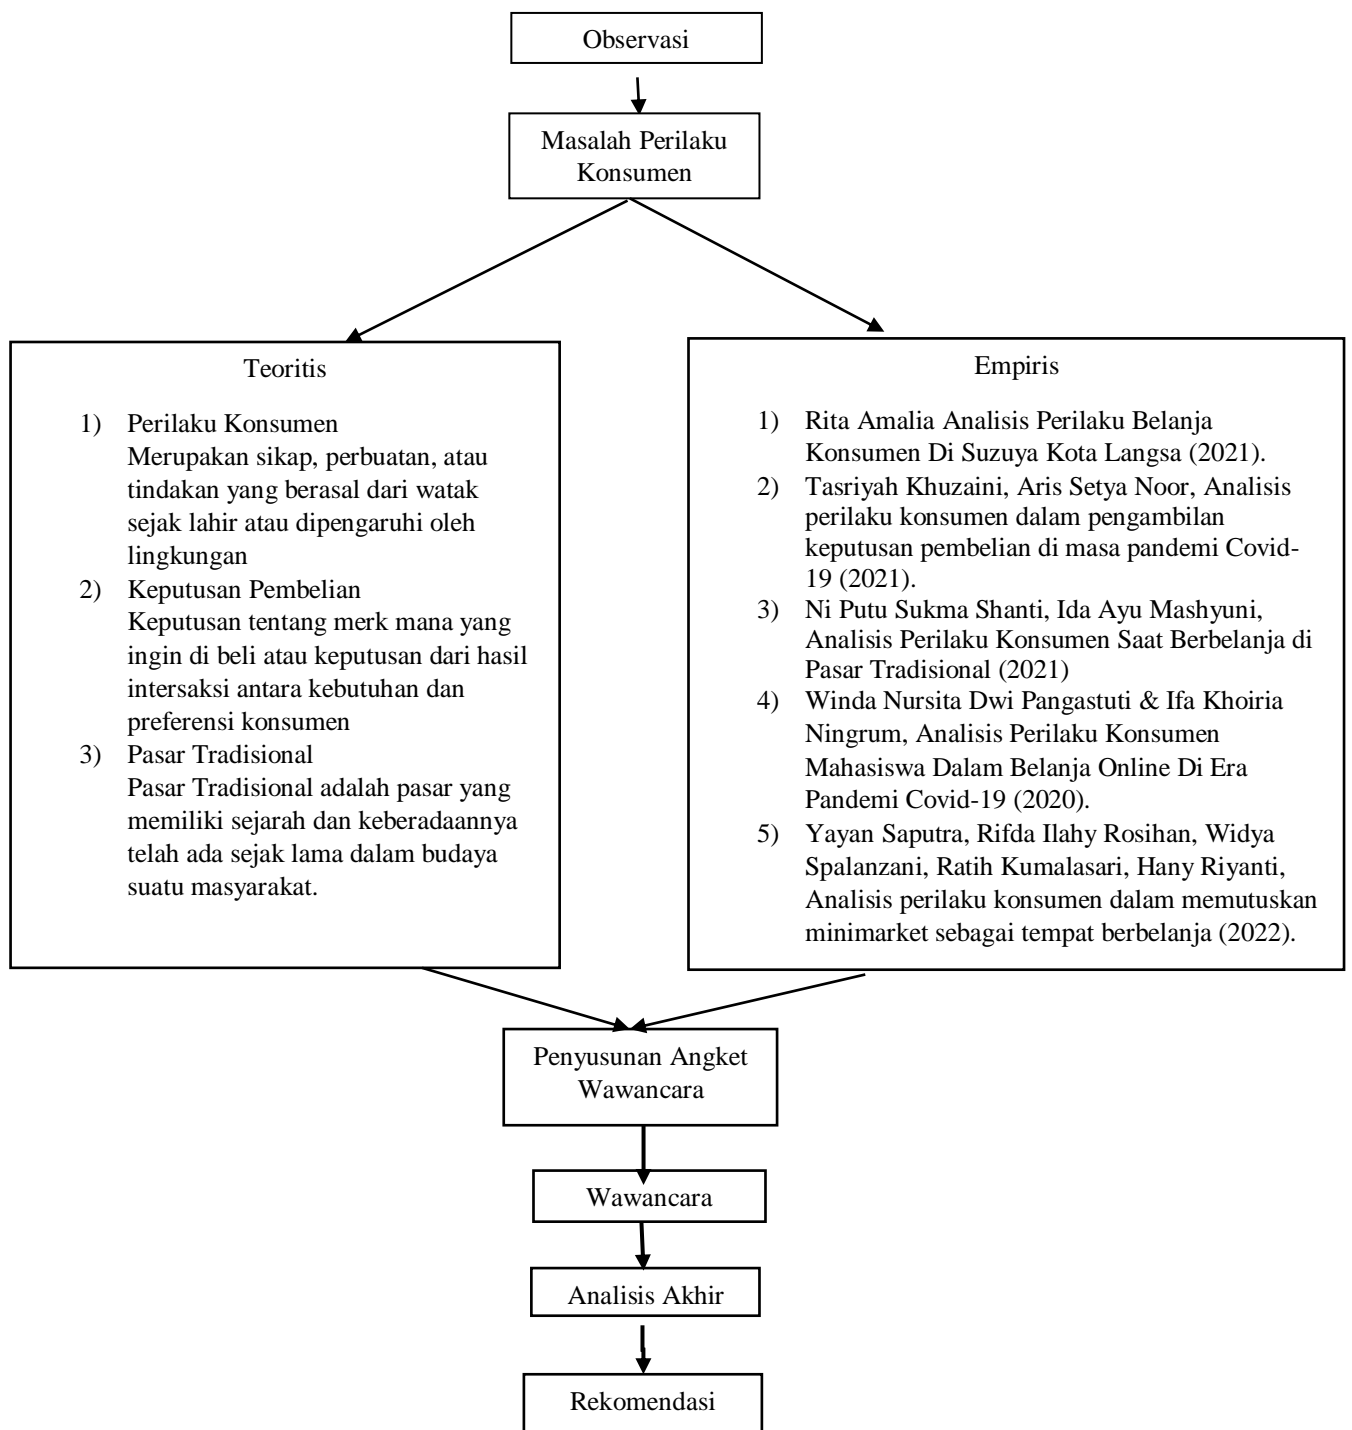 Observasi
Masalah Perilaku
Konsumen
Teoritis
1) Perilaku Konsumen
Merupakan sikap, perbuatan, atau
tindakan yang berasal dari watak
sejak lahir atau dipengaruhi oleh
lingkungan
2) Keputusan Pembelian
Keputusan tentang merk mana yang
ingin di beli atau keputusan dari hasil
intersaksi antara kebutuhan dan
preferensi konsumen
3) Pasar Tradisional
Pasar Tradisional adalah pasar yang
memiliki sejarah dan keberadaannya
telah ada sejak lama dalam budaya
suatu masyarakat.
Empiris
1) Rita Amalia Analisis Perilaku Belanja
Konsumen Di Suzuya Kota Langsa (2021).
2) Tasriyah Khuzaini, Aris Setya Noor, Analisis
perilaku konsumen dalam pengambilan
keputusan pembelian di masa pandemi Covid-
19 (2021).
3) Ni Putu Sukma Shanti, Ida Ayu Mashyuni,
Analisis Perilaku Konsumen Saat Berbelanja di
Pasar Tradisional (2021)
4) Winda Nursita Dwi Pangastuti & Ifa Khoiria
Ningrum, Analisis Perilaku Konsumen
Mahasiswa Dalam Belanja Online Di Era
Pandemi Covid-19 (2020).
5) Yayan Saputra, Rifda Ilahy Rosihan, Widya
Spalanzani, Ratih Kumalasari, Hany Riyanti,
Analisis perilaku konsumen dalam memutuskan
minimarket sebagai tempat berbelanja (2022).
Penyusunan Angket
Wawancara
Wawancara
Analisis Akhir
Rekomendasi